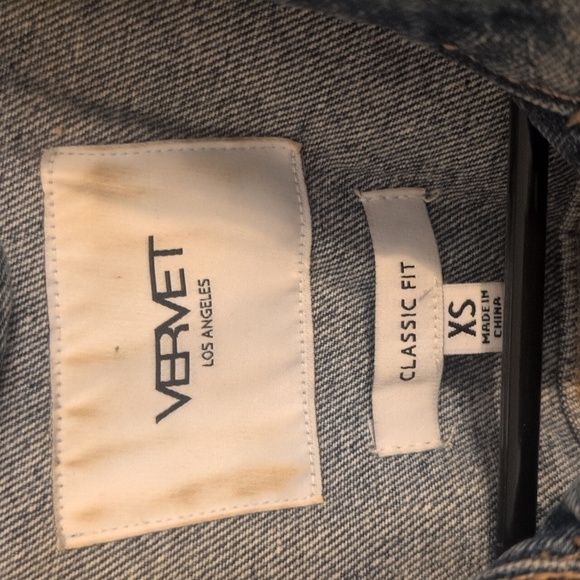 VERVET
LOS ANGELES
CLASSIC FIT
XS
MADE IN
CHINA